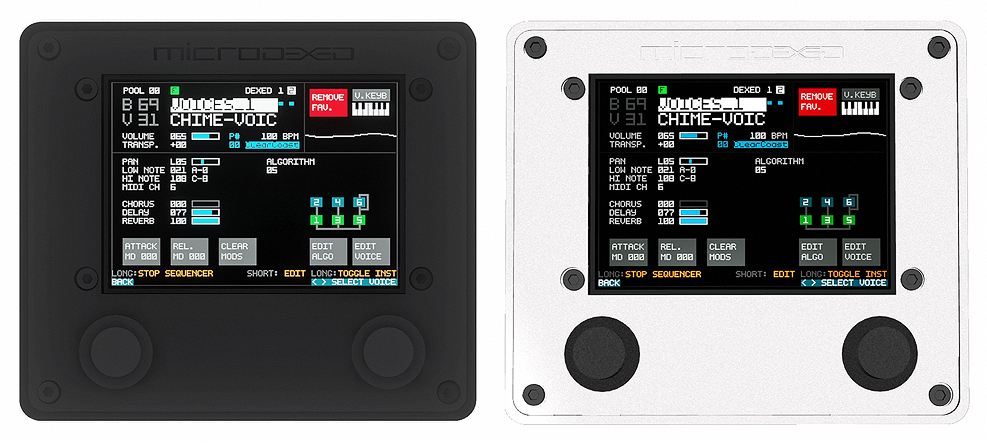 MICRODEXED
POOL 00 F DEXED 1 2
B 69 VOICES_1
V 31 CHIME-VOIC
REMOVE FAV.
V.KEYB
VOLUME 065 P# 100 BPM
TRANSP. +00 00 ClearCoast
PAN L05 ALGORITHM
LOW NOTE 021 A-0 05
HI NOTE 108 C-8
MIDI CH 6
CHORUS 000
DELAY 077
REVERB 100
2 4 6
1 3 5
ATTACK MD 000
REL. MD 000
CLEAR MODS
EDIT ALGO
EDIT VOICE
LONG:STOP SEQUENCER SHORT: EDIT LONG:TOGGLE INST
BACK < > SELECT VOICE
MICRODEXED
POOL 00 F DEXED 1 2
B 69 VOICES_1
V 31 CHIME-VOIC
REMOVE FAV.
V.KEYB
VOLUME 065 P# 100 BPM
TRANSP. +00 00 ClearCoast
PAN L05 ALGORITHM
LOW NOTE 021 A-0 05
HI NOTE 108 C-8
MIDI CH 6
CHORUS 000
DELAY 077
REVERB 100
2 4 6
1 3 5
ATTACK MD 000
REL. MD 000
CLEAR MODS
EDIT ALGO
EDIT VOICE
LONG:STOP SEQUENCER SHORT: EDIT LONG:TOGGLE INST
BACK < > SELECT VOICE